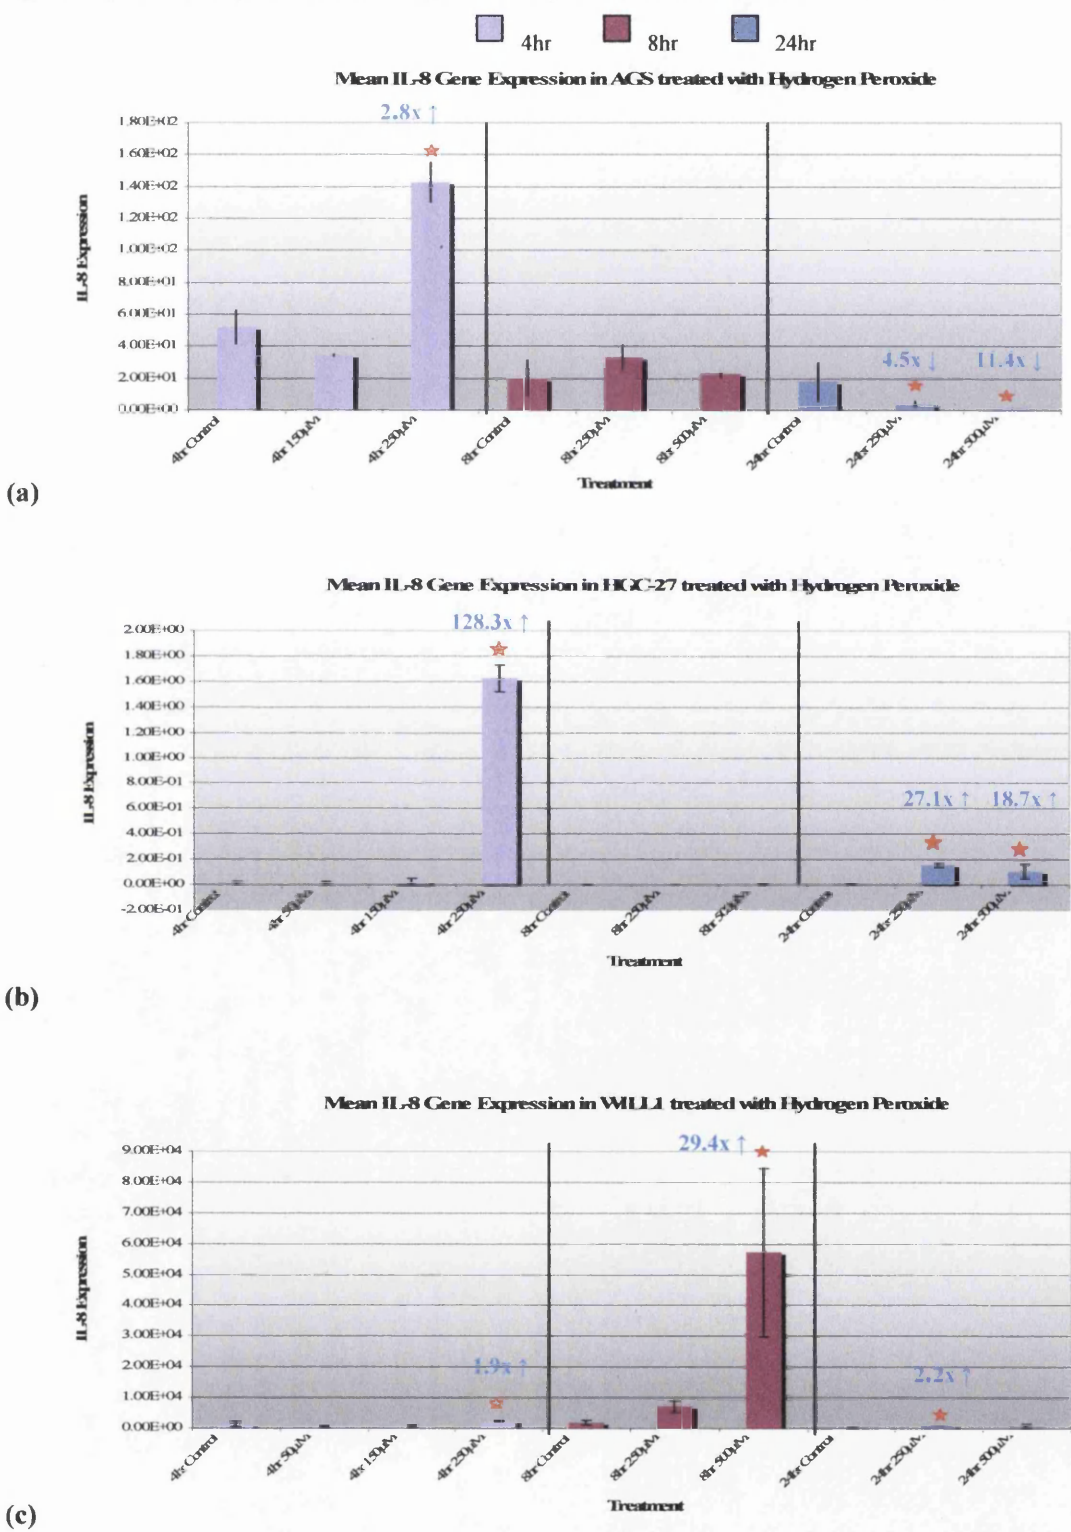 4hr 8hr 24hr
Mean IL-8 Gene Expression in AGS treated with Hydrogen Peroxide
2.8x ↑
1.80E+02
1.60E+02
1.40E+02
1.20E+02
1.00E+02
8.00E+01
6.00E+01
4.00E+01
2.00E+01
0.00E+00
IL-8 Expression
4.5x ↓ 11.4x ↓
4hr Control
4hr 150µM
4hr 250µM
8hr Control
8hr 250µM
8hr 500µM
24hr Control
24hr 250µM
24hr 500µM
Treatment
(a)
Mean IL-8 Gene Expression in HGC-27 treated with Hydrogen Peroxide
128.3x ↑
2.00E+00
1.80E+00
1.60E+00
1.40E+00
1.20E+00
1.00E+00
8.00E-01
6.00E-01
4.00E-01
2.00E-01
0.00E+00
-2.00E-01
IL-8 Expression
27.1x ↑ 18.7x ↑
4hr Control
4hr 50µM
4hr 150µM
4hr 250µM
8hr Control
8hr 250µM
8hr 500µM
24hr Control
24hr 250µM
24hr 500µM
Treatment
(b)
Mean IL-8 Gene Expression in WILL1 treated with Hydrogen Peroxide
29.4x ↑
9.00E+04
8.00E+04
7.00E+04
6.00E+04
5.00E+04
4.00E+04
3.00E+04
2.00E+04
1.00E+04
0.00E+00
IL-8 Expression
1.9x ↑ 2.2x ↑
4hr Control
4hr 50µM
4hr 150µM
4hr 250µM
8hr Control
8hr 250µM
8hr 500µM
24hr Control
24hr 250µM
24hr 500µM
Treatment
(c)